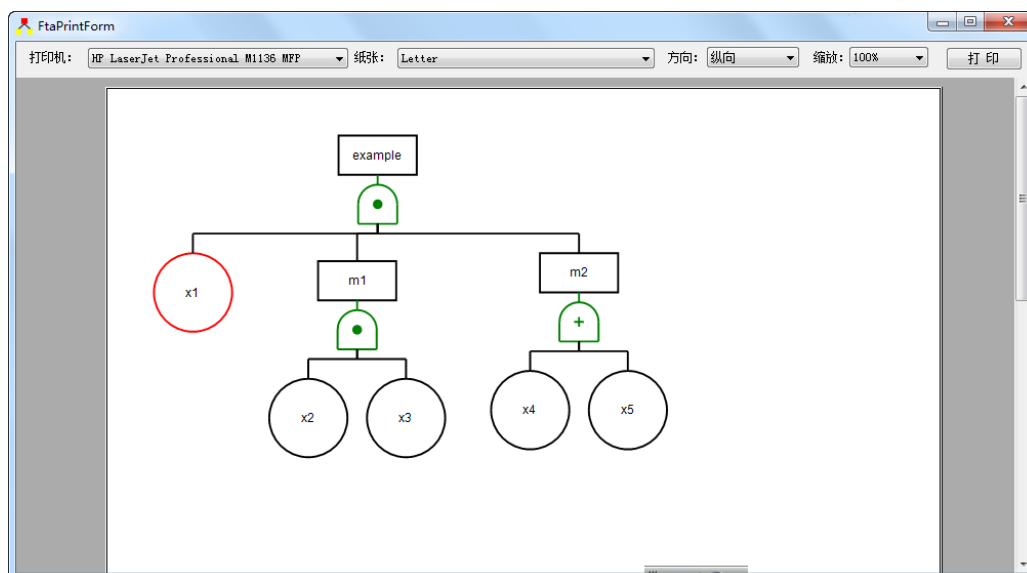 FtaPrintForm
打印机: HP LaserJet Professional M1136 MFP 纸张: Letter 方向: 纵向 缩放: 100% 打 印
example
x1
m1
m2
+
x2
x3
x4
x5